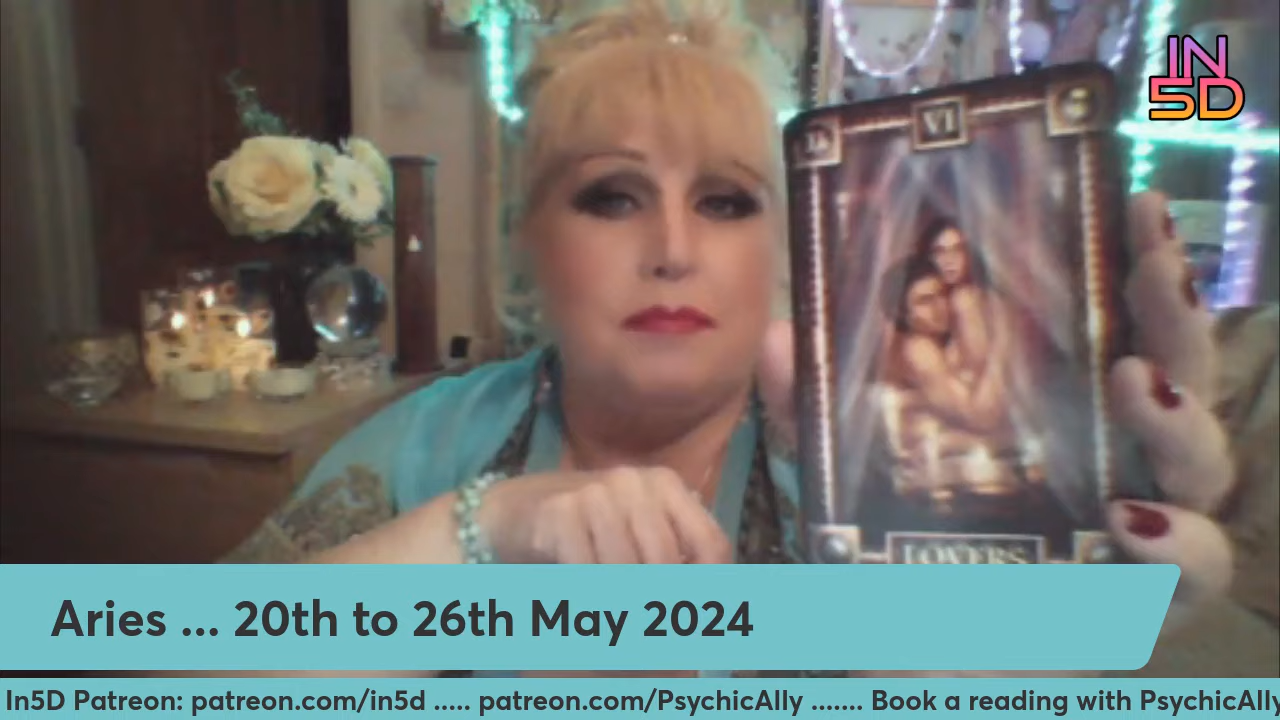 IN
5D
VI
LOVERS
Aries ... 20th to 26th May 2024
In5D Patreon: patreon.com/in5d ..... patreon.com/PsychicAlly ....... Book a reading with PsychicAlly